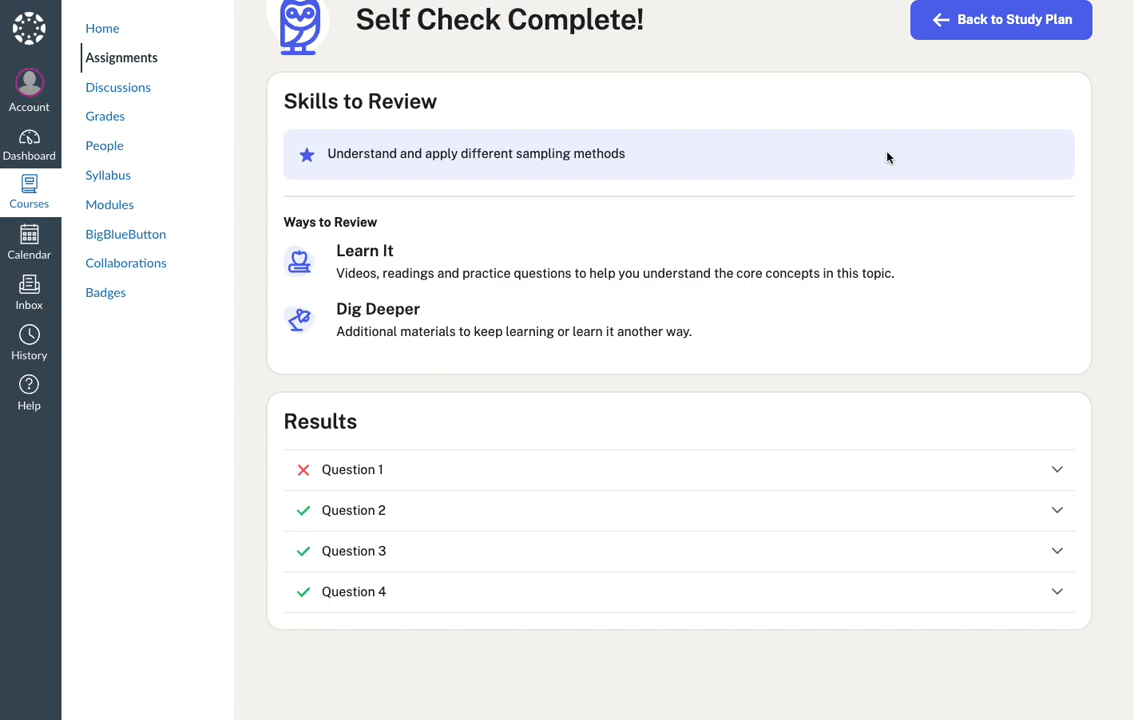 Account
Dashboard
Courses
Calendar
Inbox
History
Help
Home
Assignments
Discussions
Grades
People
Syllabus
Modules
BigBlueButton
Collaborations
Badges
Self Check Complete!
Back to Study Plan
Skills to Review
Understand and apply different sampling methods
Ways to Review
Learn It
Videos, readings and practice questions to help you understand the core concepts in this topic.
Dig Deeper
Additional materials to keep learning or learn it another way.
Results
Question 1
Question 2
Question 3
Question 4